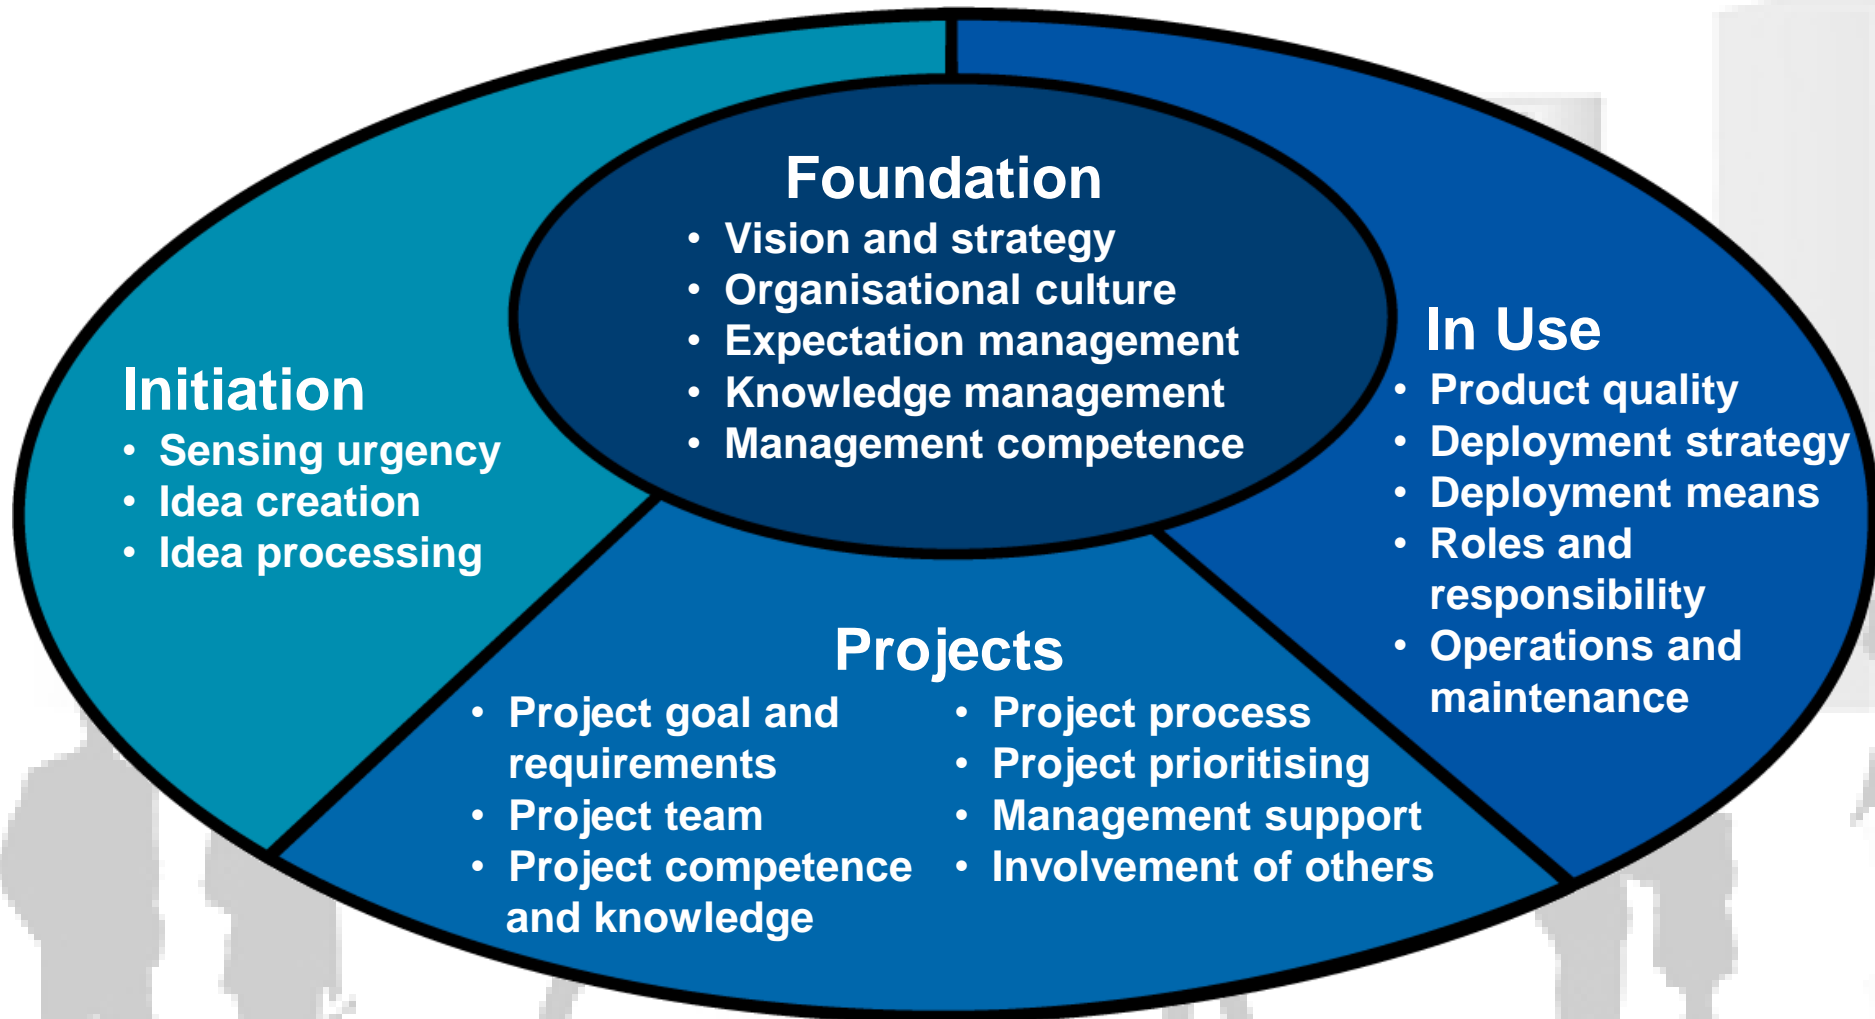 Foundation
• Vision and strategy
• Organisational culture
• Expectation management
• Knowledge management
• Management competence
Initiation
• Sensing urgency
• Idea creation
• Idea processing
In Use
• Product quality
• Deployment strategy
• Deployment means
• Roles and
responsibility
• Operations and
maintenance
Projects
• Project goal and
requirements
• Project team
• Project competence
and knowledge
• Project process
• Project prioritising
• Management support
• Involvement of others